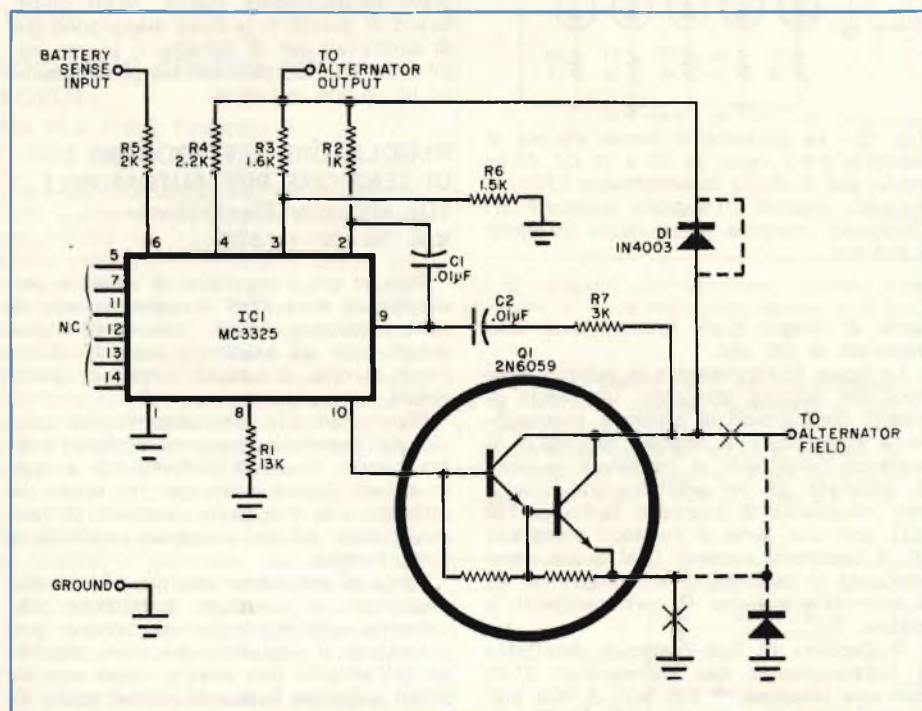 BATTERY
SENSE
INPUT
TO
ALTERNATOR
OUTPUT
R5
2K
R4
2.2K
R3
1.6K
R2
1K
R6
1.5K
D1
1N4003
6
4
3
2
C1
.01µF
5
7
11
12
13
14
NC
IC1
MC3325
9
C2
.01µF
R7
3K
1
8
10
Q1
2N6059
R1
13K
TO
ALTERNATOR
FIELD
GROUND